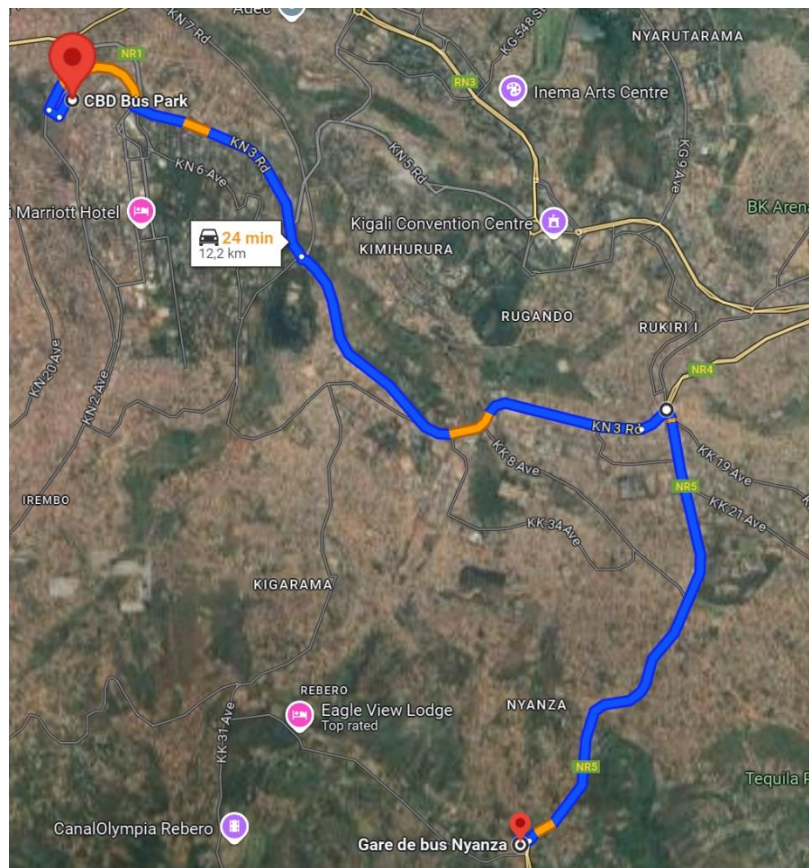 Adec
KN 7 Rd
KG 548 St
NYARUTARAMA
NR1
RN3
CBD Bus Park
Inema Arts Centre
KN 3 Rd
KN 5 Rd
KG 9 Ave
KN 6 Ave
i Marriott Hotel
BK Arena
24 min
12,2 km
Kigali Convention Centre
KIMIHURURA
RUGANDO
RUKIRI I
NR4
KN 20 Ave
KN 2 Ave
KN 3 Rd
KK 19 Ave
KK 8 Ave
NR5
KK 21 Ave
IREMBO
KK 34 Ave
KIGARAMA
REBERO
Eagle View Lodge
Top rated
NYANZA
KK 31 Ave
NR5
Tequila P
CanalOlympia Rebero
Gare de bus Nyanza